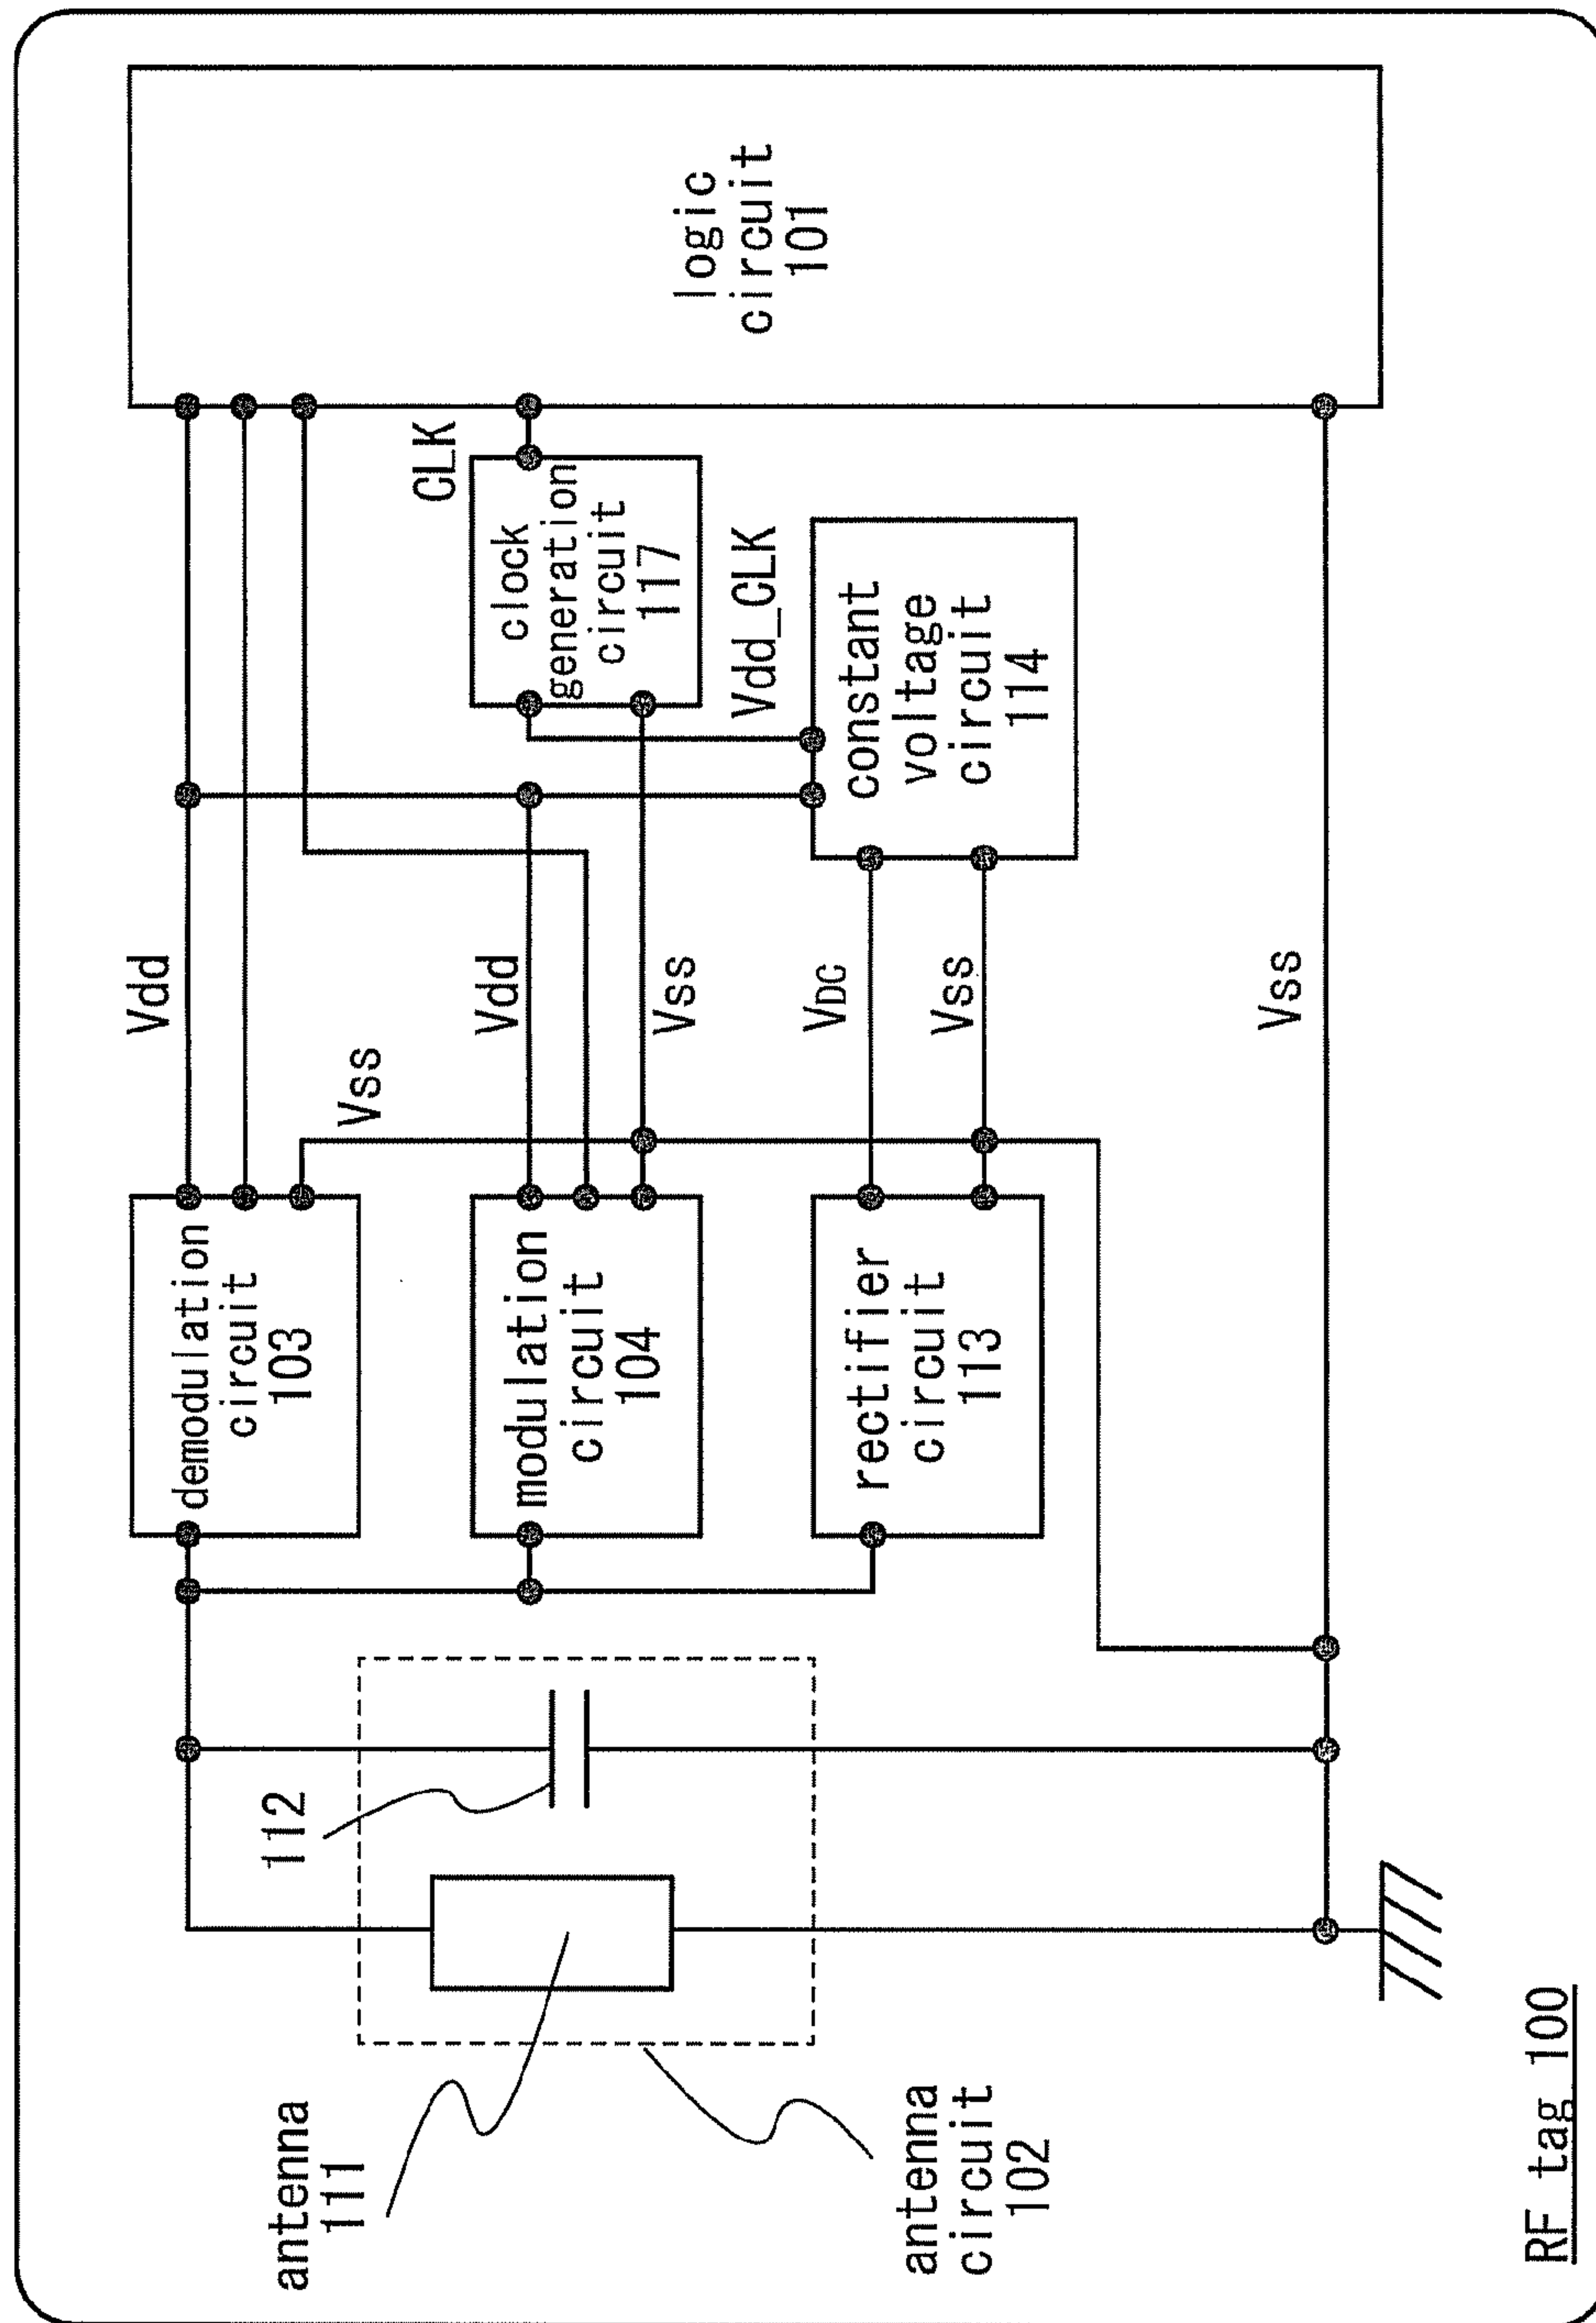 antenna
111
antenna
circuit
102
112
demodulation
circuit
103
modulation
circuit
104
rectifier
circuit
113
Vdd
Vss
Vdd
Vss
VDC
Vss
Vss
CLK
clock
generation
circuit
117
Vdd_CLK
constant
voltage
circuit
114
logic
circuit
101
RF tag 100